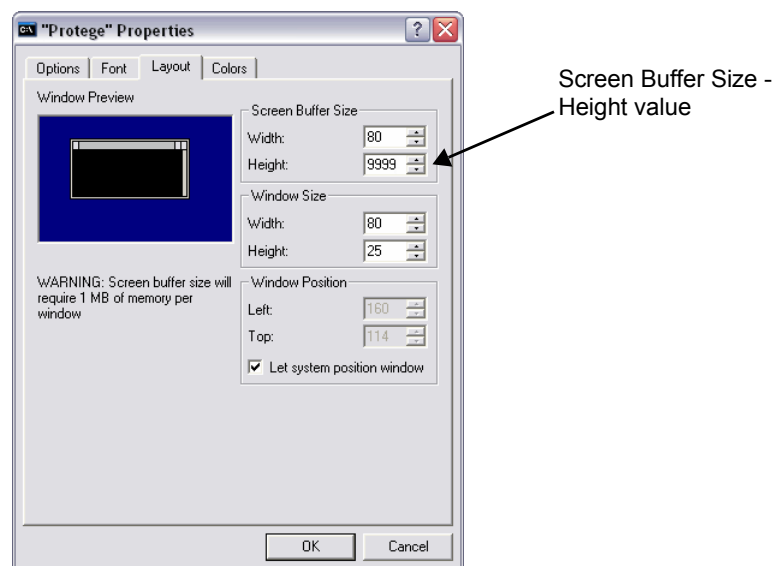 "Protege" Properties
Options
Font
Layout
Colors
Window Preview
Screen Buffer Size
Width: 80
Height: 9999
Window Size
Width: 80
Height: 25
WARNING: Screen buffer size will
require 1 MB of memory per
window
Window Position
Left: 160
Top: 114
Let system position window
OK
Cancel
Screen Buffer Size -
Height value